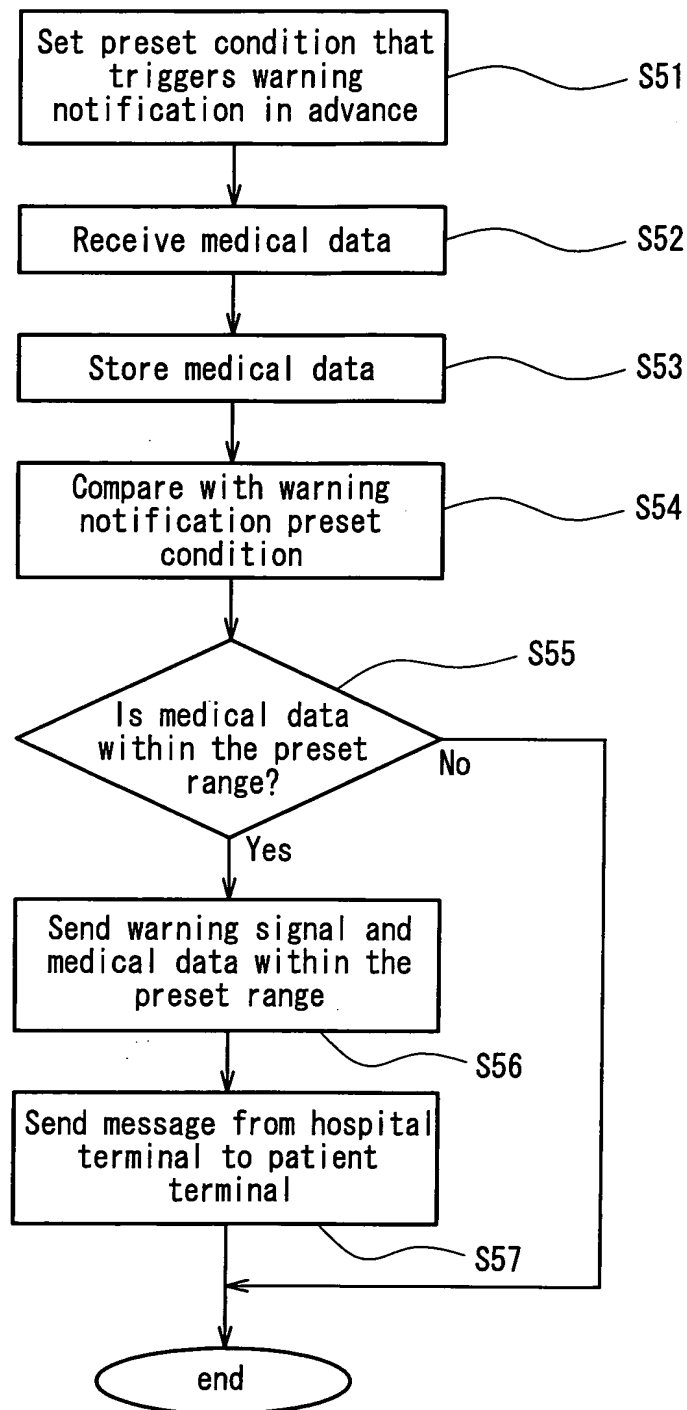 Set preset condition that
triggers warning
notification in advance
S51
Receive medical data
S52
Store medical data
S53
Compare with warning
notification preset
condition
S54
S55
Is medical data
within the preset
range?
No
Yes
Send warning signal and
medical data within the
preset range
S56
Send message from hospital
terminal to patient
terminal
S57
end